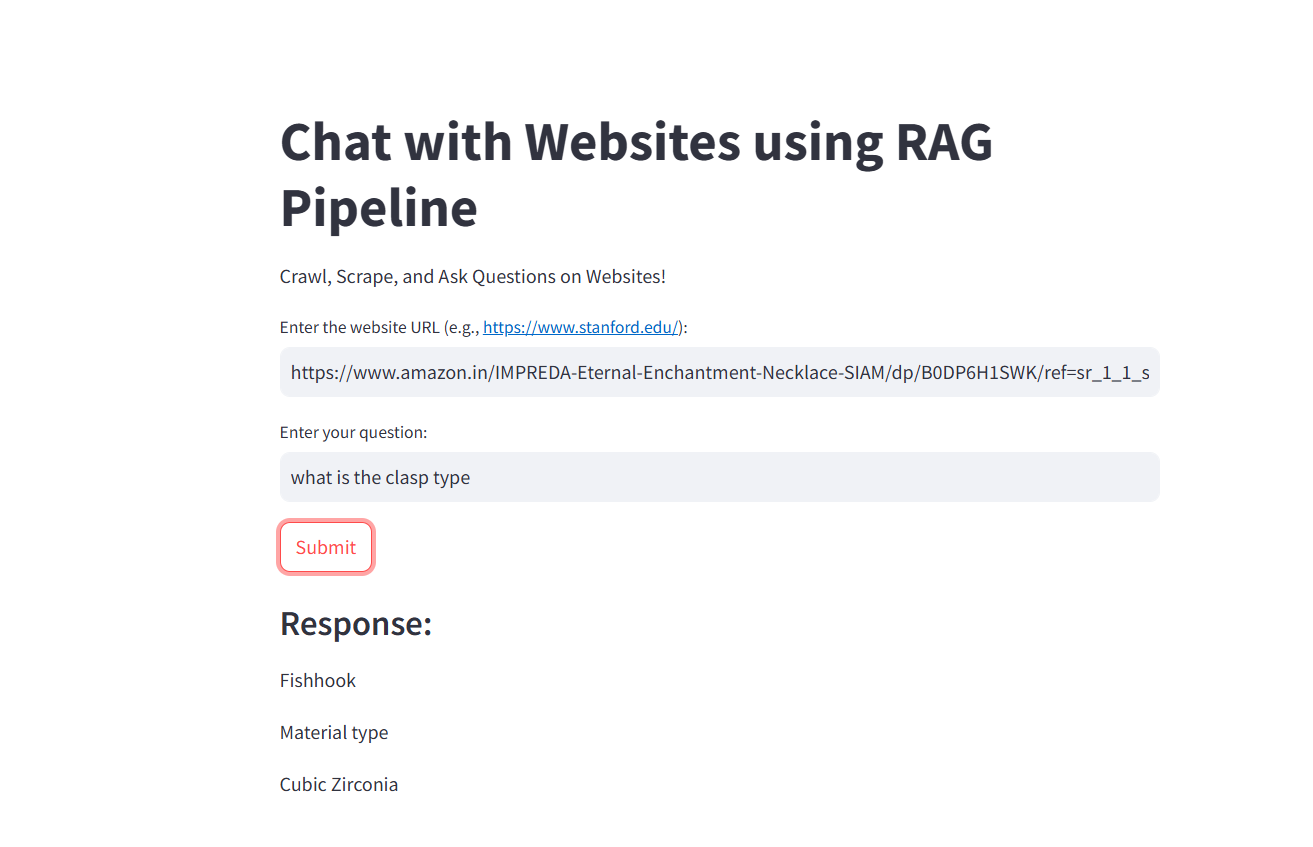 Chat with Websites using RAG
Pipeline
Crawl, Scrape, and Ask Questions on Websites!
Enter the website URL (e.g., https://www.stanford.edu/):
https://www.amazon.in/IMPREDA-Eternal-Enchantment-Necklace-SIAM/dp/B0DP6H1SWK/ref=sr_1_1_s
Enter your question:
what is the clasp type
Submit
Response:
Fishhook
Material type
Cubic Zirconia